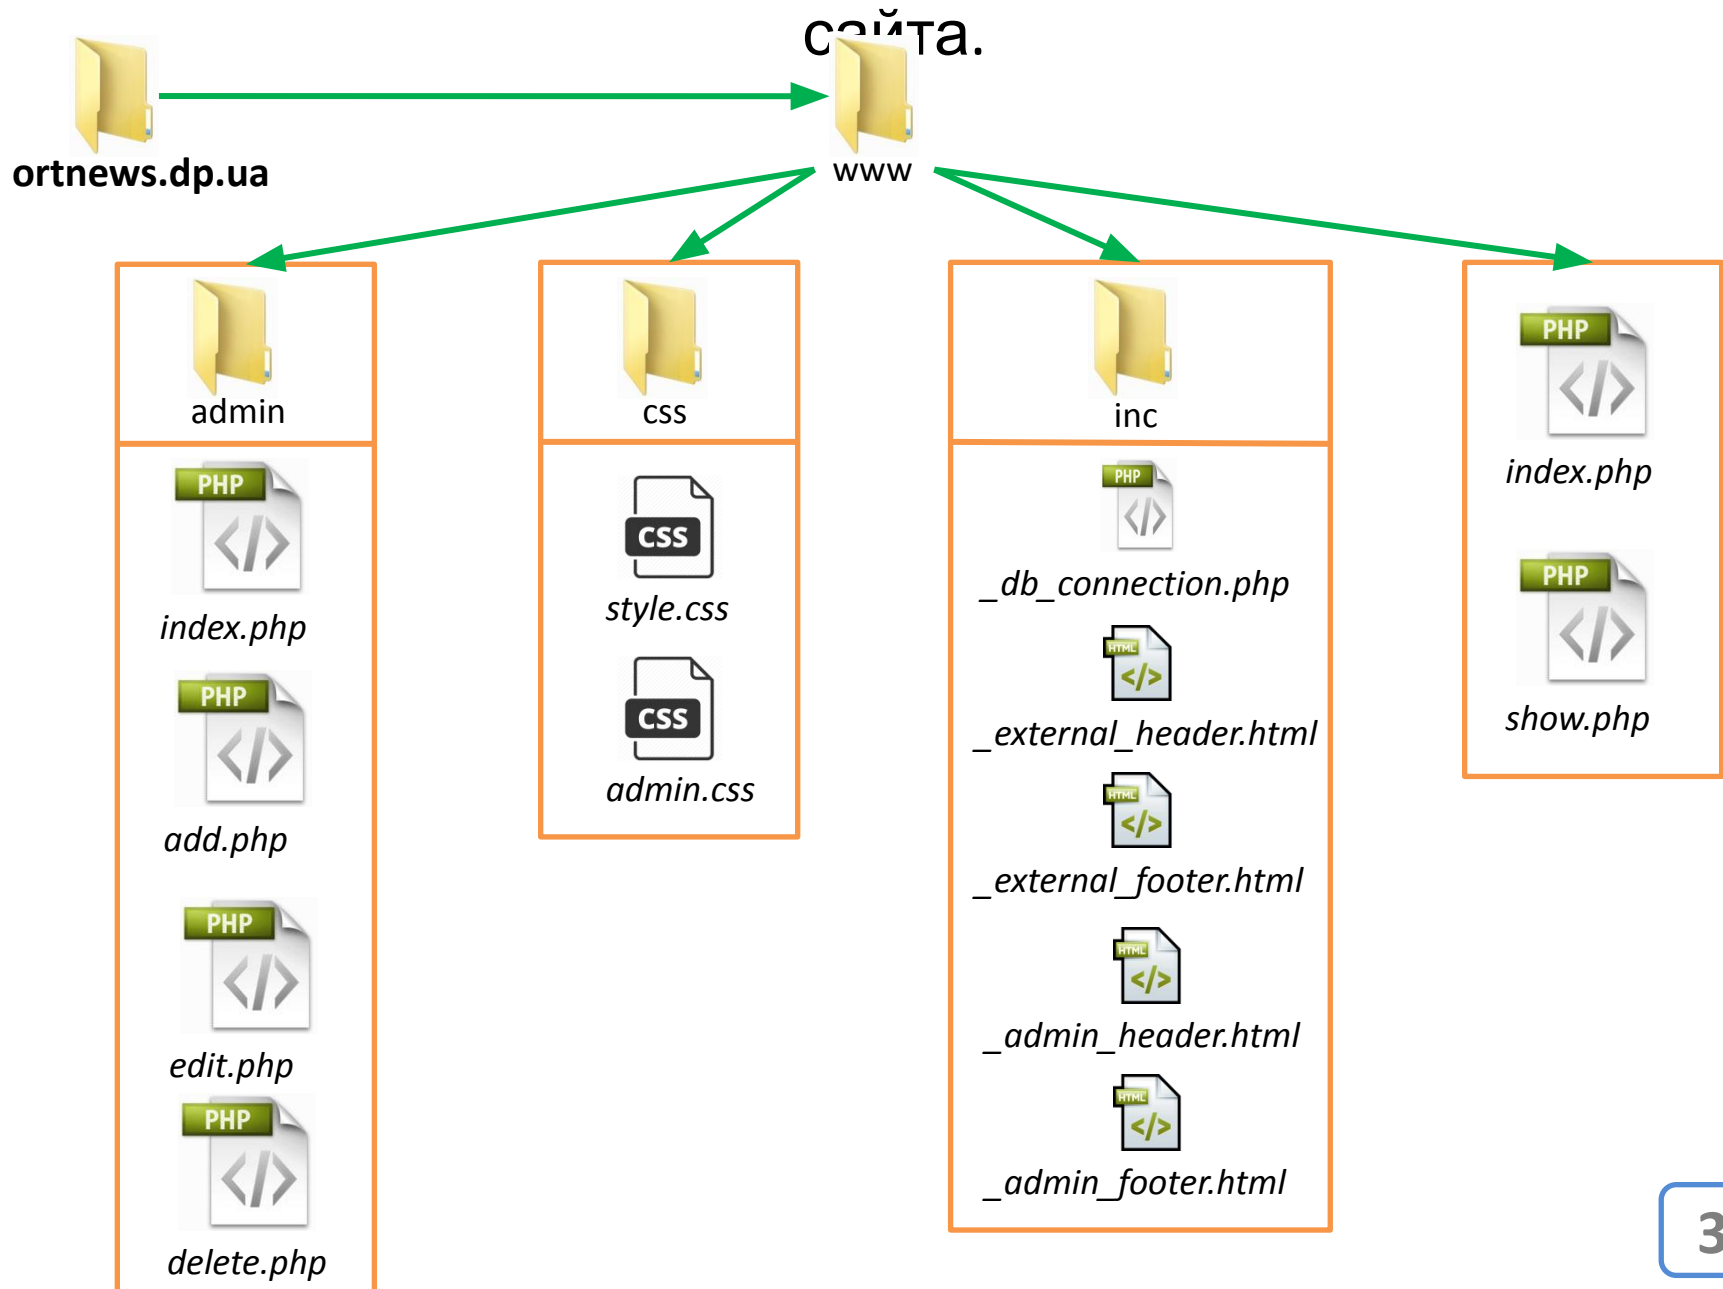 сайта.
ortnews.dp.ua
www
admin
PHP
index.php
PHP
add.php
PHP
edit.php
PHP
delete.php
css
CSS
style.css
CSS
admin.css
inc
PHP
_db_connection.php
HTML
_external_header.html
HTML
_external_footer.html
HTML
_admin_header.html
HTML
_admin_footer.html
PHP
index.php
PHP
show.php
3